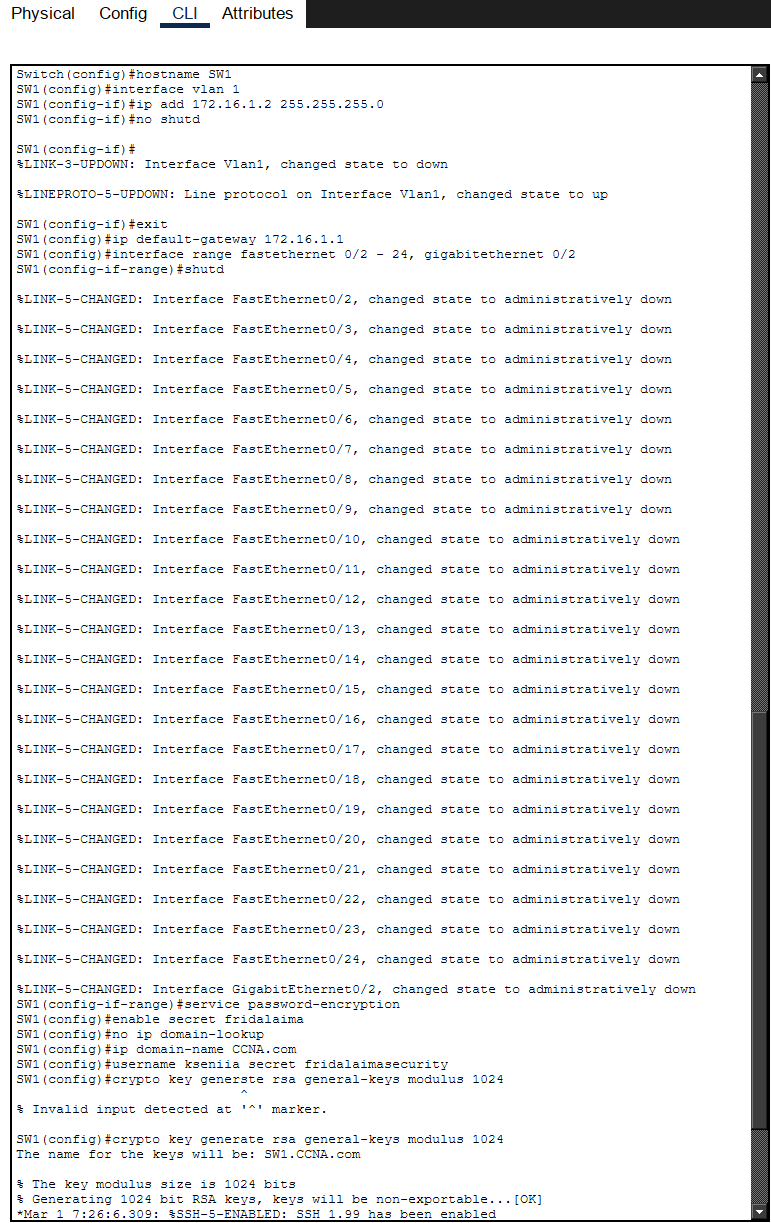 Physical Config CLI Attributes
Switch(config)#hostname SW1
SW1(config)#interface vlan 1
SW1(config-if)#ip add 172.16.1.2 255.255.255.0
SW1(config-if)#no shutd
SW1(config-if)#
%LINK-3-UPDOWN: Interface Vlan1, changed state to down
%LINEPROTO-5-UPDOWN: Line protocol on Interface Vlan1, changed state to up
SW1(config-if)#exit
SW1(config)#ip default-gateway 172.16.1.1
SW1(config)#interface range fastethernet 0/2 - 24, gigabitethernet 0/2
SW1(config-if-range)#shutd
%LINK-5-CHANGED: Interface FastEthernet0/2, changed state to administratively down
%LINK-5-CHANGED: Interface FastEthernet0/3, changed state to administratively down
%LINK-5-CHANGED: Interface FastEthernet0/4, changed state to administratively down
%LINK-5-CHANGED: Interface FastEthernet0/5, changed state to administratively down
%LINK-5-CHANGED: Interface FastEthernet0/6, changed state to administratively down
%LINK-5-CHANGED: Interface FastEthernet0/7, changed state to administratively down
%LINK-5-CHANGED: Interface FastEthernet0/8, changed state to administratively down
%LINK-5-CHANGED: Interface FastEthernet0/9, changed state to administratively down
%LINK-5-CHANGED: Interface FastEthernet0/10, changed state to administratively down
%LINK-5-CHANGED: Interface FastEthernet0/11, changed state to administratively down
%LINK-5-CHANGED: Interface FastEthernet0/12, changed state to administratively down
%LINK-5-CHANGED: Interface FastEthernet0/13, changed state to administratively down
%LINK-5-CHANGED: Interface FastEthernet0/14, changed state to administratively down
%LINK-5-CHANGED: Interface FastEthernet0/15, changed state to administratively down
%LINK-5-CHANGED: Interface FastEthernet0/16, changed state to administratively down
%LINK-5-CHANGED: Interface FastEthernet0/17, changed state to administratively down
%LINK-5-CHANGED: Interface FastEthernet0/18, changed state to administratively down
%LINK-5-CHANGED: Interface FastEthernet0/19, changed state to administratively down
%LINK-5-CHANGED: Interface FastEthernet0/20, changed state to administratively down
%LINK-5-CHANGED: Interface FastEthernet0/21, changed state to administratively down
%LINK-5-CHANGED: Interface FastEthernet0/22, changed state to administratively down
%LINK-5-CHANGED: Interface FastEthernet0/23, changed state to administratively down
%LINK-5-CHANGED: Interface FastEthernet0/24, changed state to administratively down
%LINK-5-CHANGED: Interface GigabitEthernet0/2, changed state to administratively down
SW1(config-if-range)#service password-encryption
SW1(config)#enable secret fridalaima
SW1(config)#no ip domain-lookup
SW1(config)#ip domain-name CCNA.com
SW1(config)#username kseniia secret fridalaimasecurity
SW1(config)#crypto key generste rsa general-keys modulus 1024
^
% Invalid input detected at '^' marker.
SW1(config)#crypto key generate rsa general-keys modulus 1024
The name for the keys will be: SW1.CCNA.com
% The key modulus size is 1024 bits
% Generating 1024 bit RSA keys, keys will be non-exportable...[OK]
*Mar 1 7:26:6.309: %SSH-5-ENABLED: SSH 1.99 has been enabled